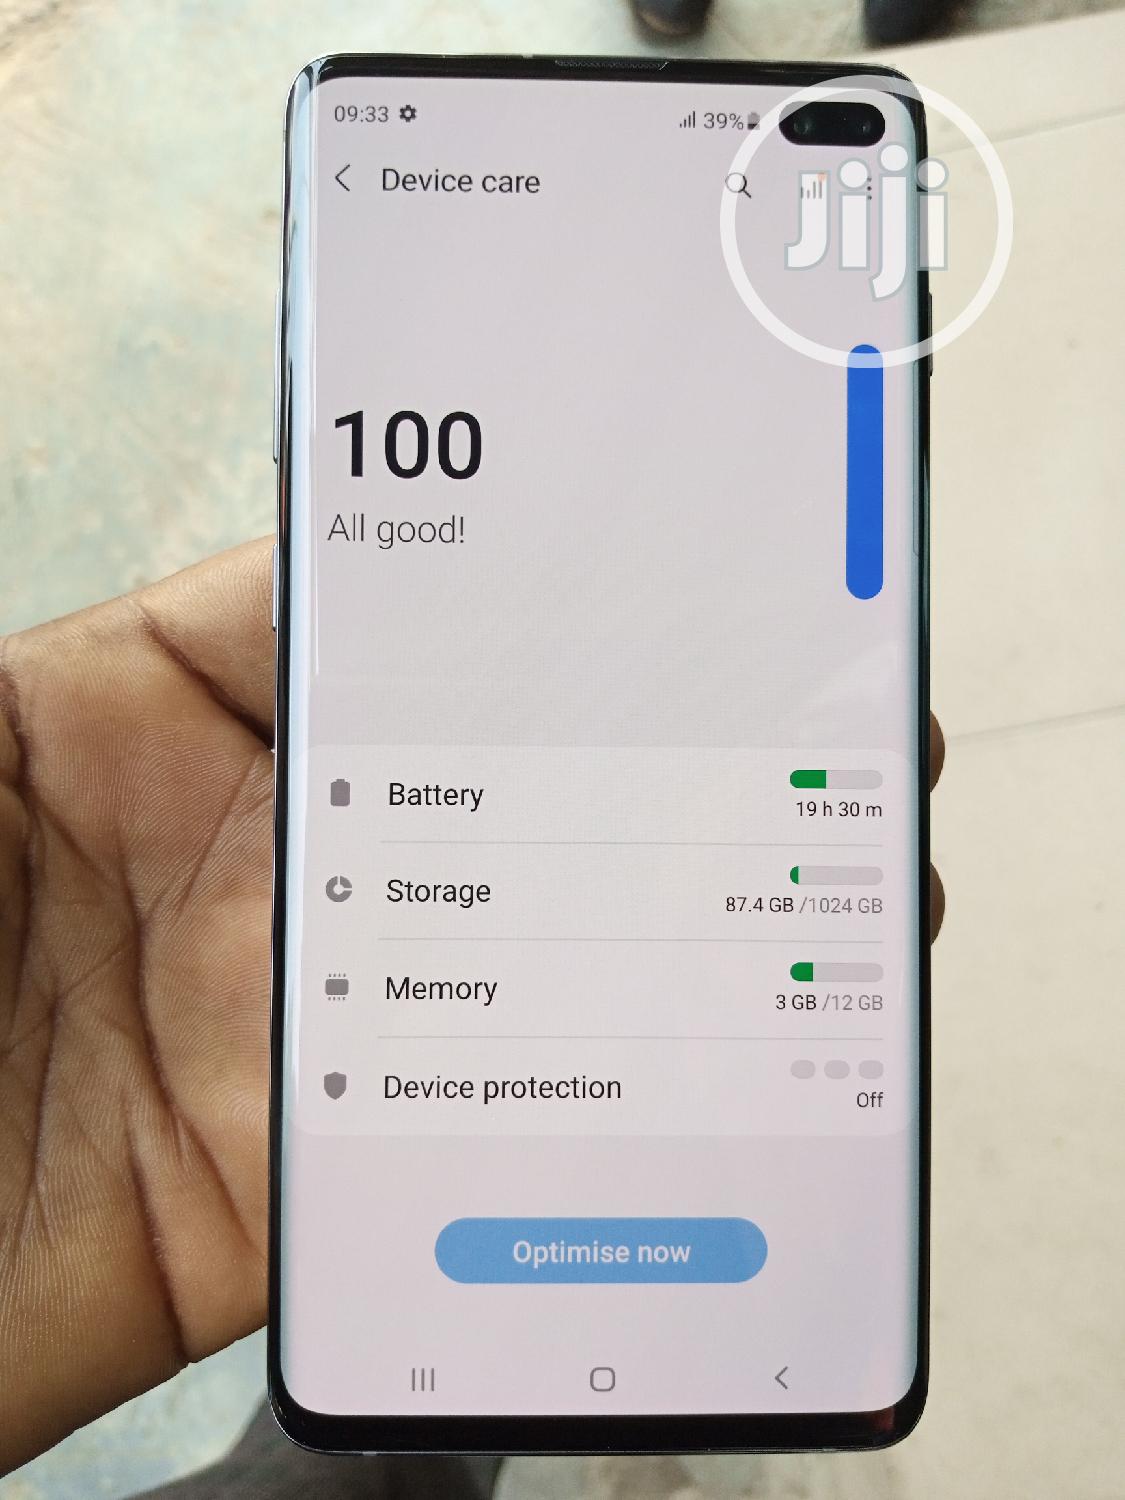 09:33
39%
Device care
Jiji
100
All good!
Battery
19 h 30 m
Storage
87.4 GB /1024 GB
Memory
3 GB /12 GB
Device protection
Off
Optimise now